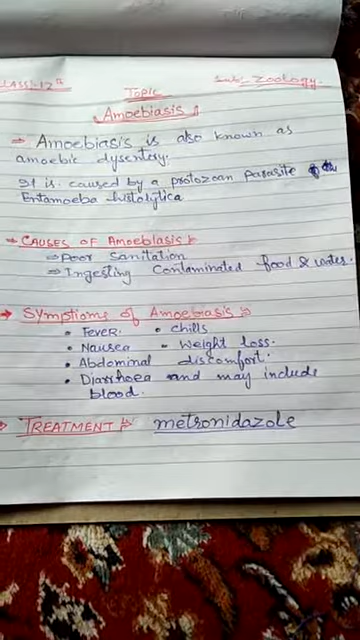 CLASS:-12th
Sub:- Zoology.
Topic
Amoebiasis
⇒ Amoebiasis is also known as
amoebic dysentery.
It is caused by a protozoan parasite
Entamoeba histolytica
→ CAUSES OF AMOEBIASIS:-
⇒ Poor Sanitation
⇒ Ingesting Contaminated food & water.
→ Symptioms of Amoebiasis :-
• Fever. • chills
• Nausea • Weight loss.
• Abdominal discomfort.
• Diarrhoea and may include
blood.
⇒ TREATMENT :- metronidazole